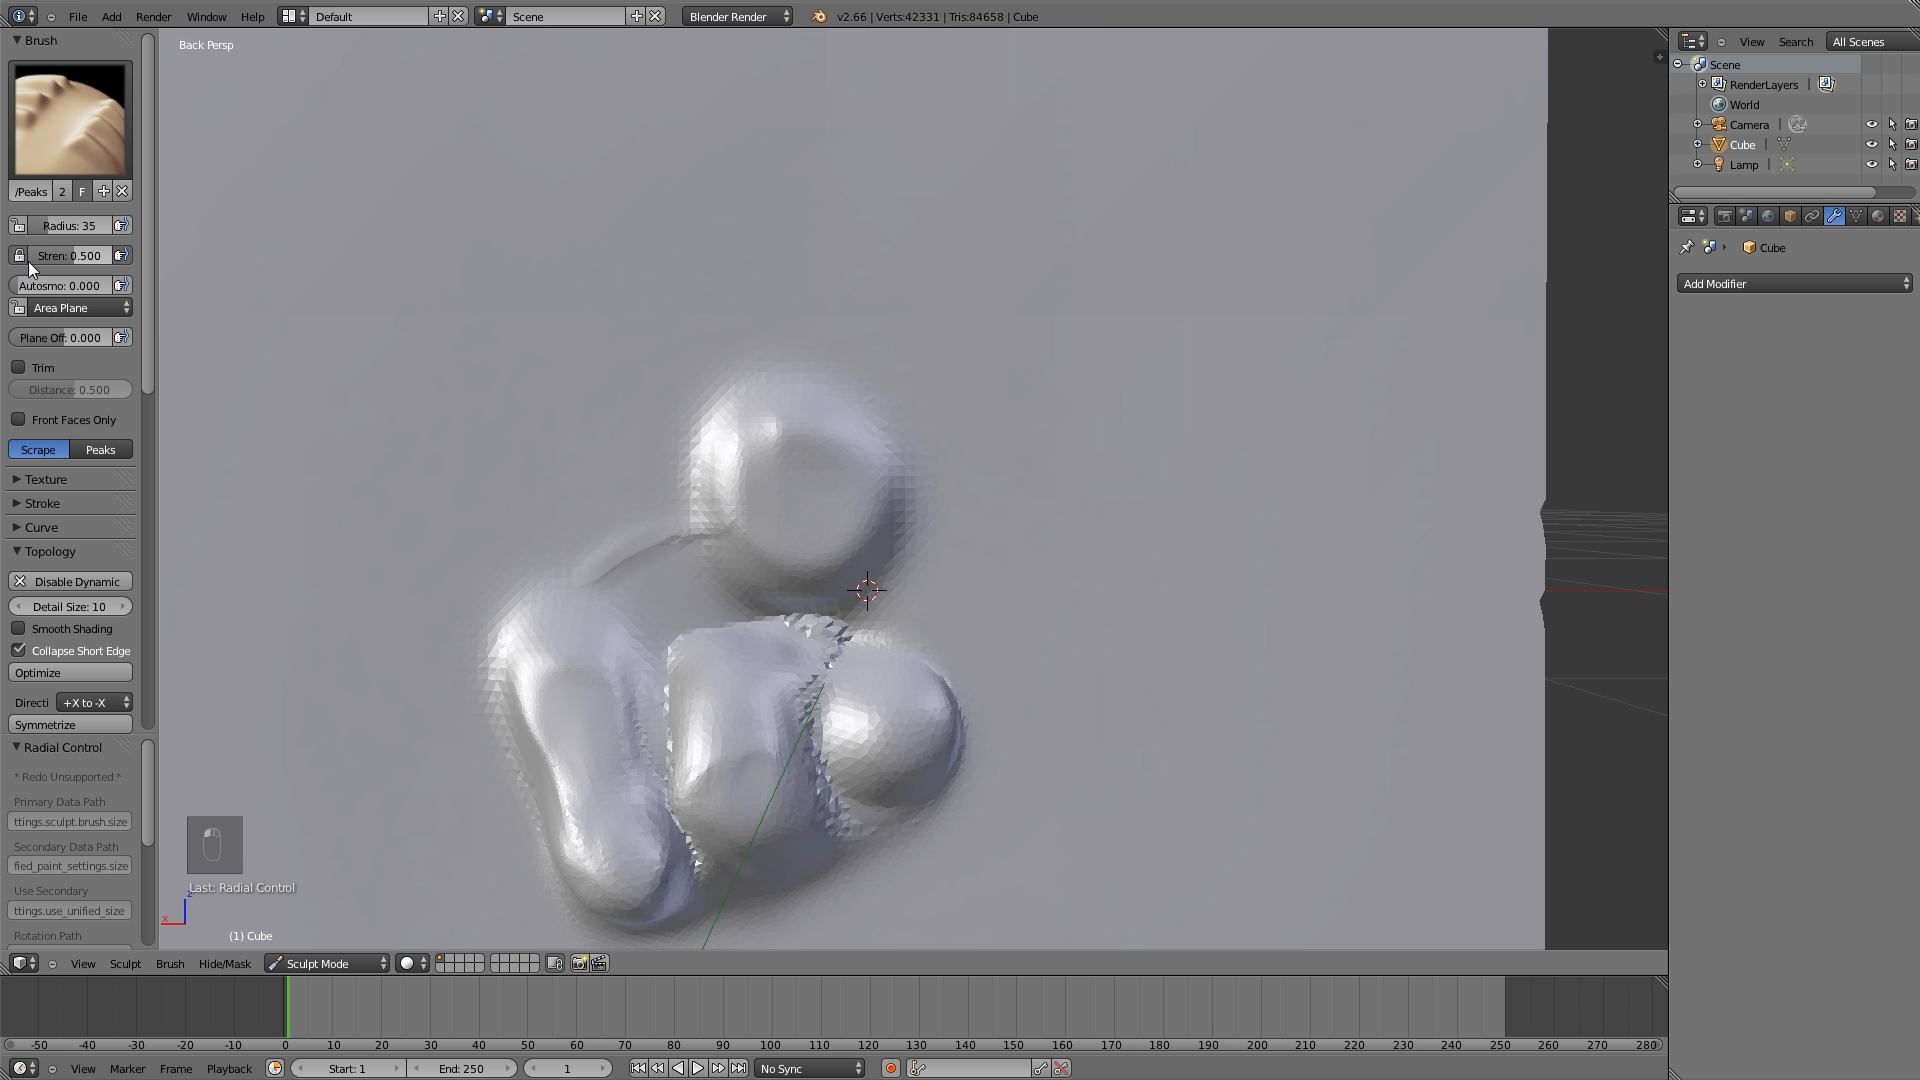 File Add Render Window Help Default Scene Blender Render v2.66 | Verts:42331 | Tris:84658 | Cube
Brush
/Peaks 2 F
Radius: 35
Stren: 0.500
Autosmo: 0.000
Area Plane
Plane Off: 0.000
Trim
Distance: 0.500
Front Faces Only
Scrape Peaks
Texture
Stroke
Curve
Topology
Disable Dynamic
Detail Size: 10
Smooth Shading
Collapse Short Edge
Optimize
Directi +X to -X
Symmetrize
Radial Control
* Redo Unsupported *
Primary Data Path
ttings.sculpt.brush.size
Secondary Data Path
fied_paint_settings.size
Use Secondary
ttings.use_unified_size
Rotation Path
Back Persp
Last: Radial Control
z
x
(1) Cube
View Sculpt Brush Hide/Mask Sculpt Mode
-50 -40 -30 -20 -10 0 10 20 30 40 50 60 70 80 90 100 110 120 130 140 150 160 170 180 190 200 210 220 230 240 250 260 270 280
View Marker Frame Playback Start: 1 End: 250 1 No Sync
View Search All Scenes
Scene
RenderLayers |
World
Camera |
Cube |
Lamp |
Cube
Add Modifier